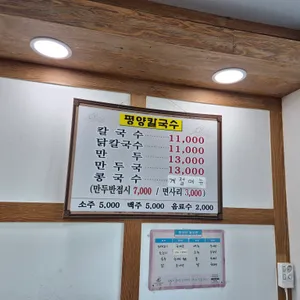 평양칼국수
칼국수 11,000
닭칼국수 11,000
만두 13,000
만두국 13,000
콩국수 계절메뉴
(만두반접시 7,000 / 면사리 3,000)
소주 5,000 맥주 5,000 음료수 2,000